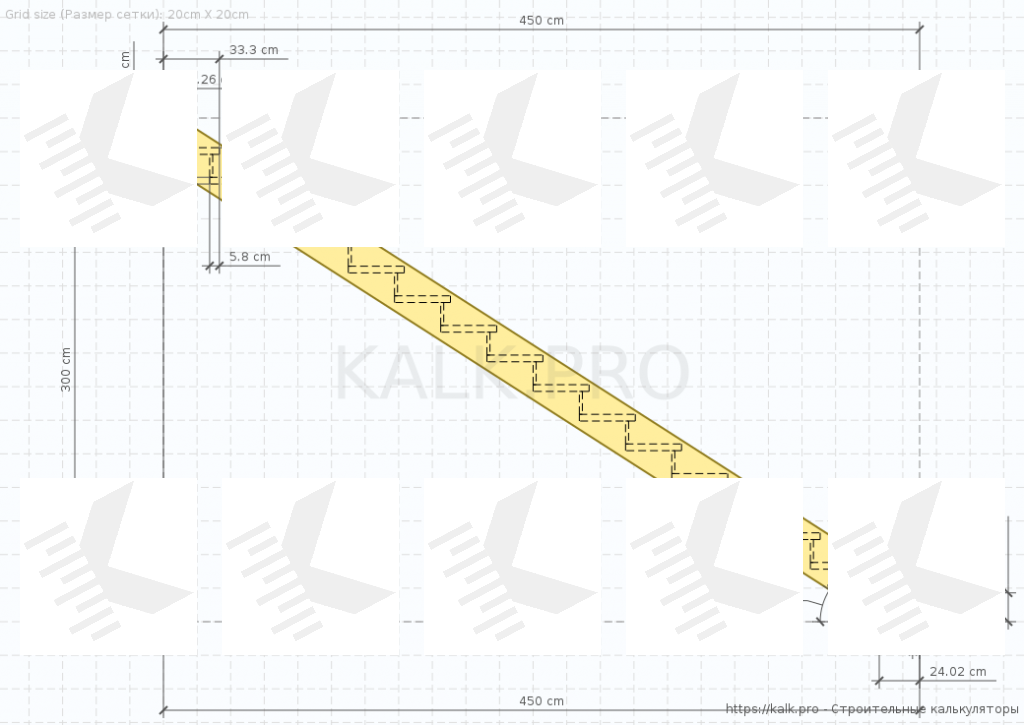 Grid size (Размер сетки): 20cm X 20cm
450 cm
33.3 cm
cm
.26
5.8 cm
300 cm
KALK.PRO
24.02 cm
450 cm
https://kalk.pro - Строительные калькуляторы